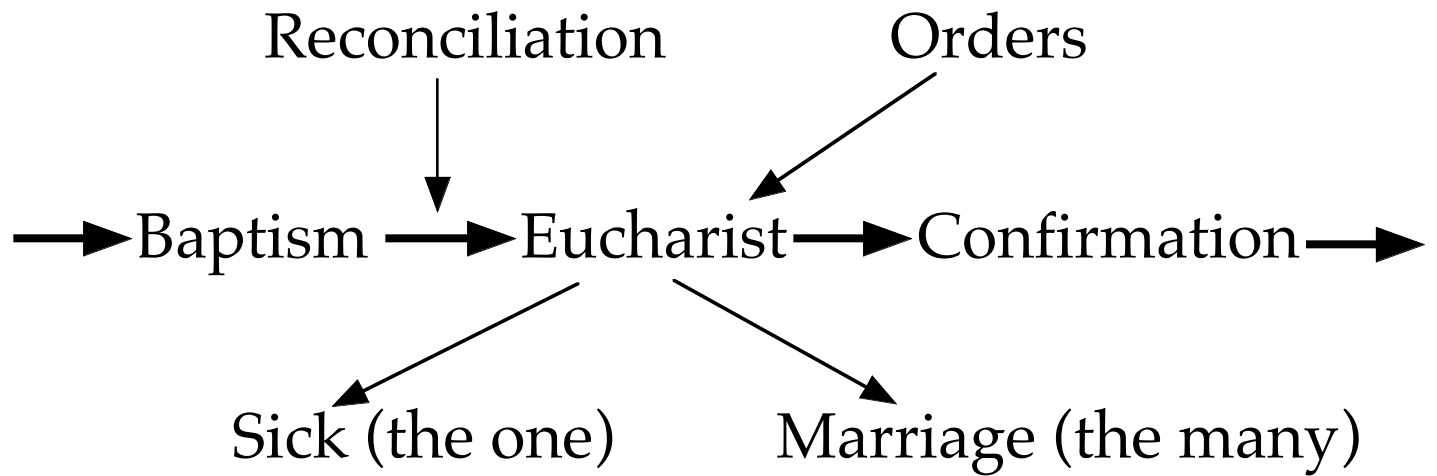 Reconciliation Orders
Baptism Eucharist Confirmation
Sick (the one) Marriage (the many)